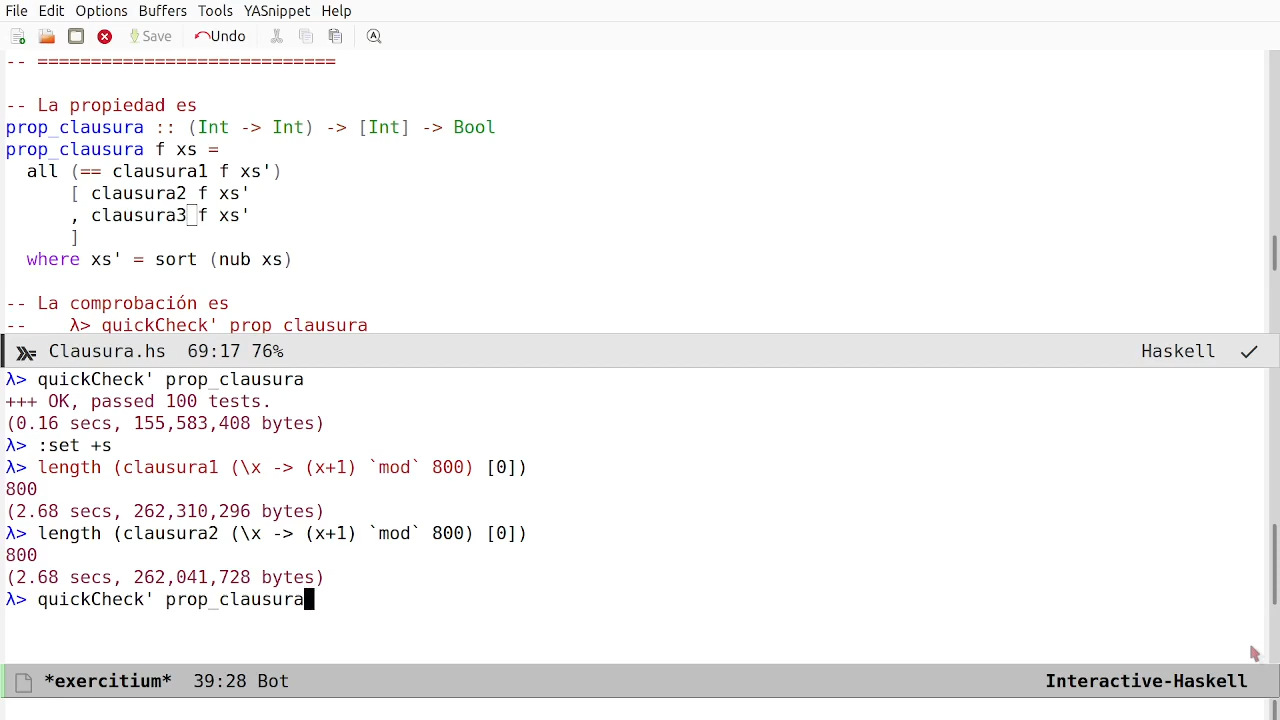 File Edit Options Buffers Tools YASnippet Help
Save Undo
-- ============================
-- La propiedad es
prop_clausura :: (Int -> Int) -> [Int] -> Bool
prop_clausura f xs =
  all (== clausura1 f xs')
      [ clausura2 f xs'
      , clausura3 f xs'
      ]
  where xs' = sort (nub xs)
-- La comprobación es
--    λ> quickCheck' prop_clausura
Clausura.hs 69:17 76% Haskell
λ> quickCheck' prop_clausura
+++ OK, passed 100 tests.
(0.16 secs, 155,583,408 bytes)
λ> :set +s
λ> length (clausura1 (\x -> (x+1) `mod` 800) [0])
800
(2.68 secs, 262,310,296 bytes)
λ> length (clausura2 (\x -> (x+1) `mod` 800) [0])
800
(2.68 secs, 262,041,728 bytes)
λ> quickCheck' prop_clausura
*exercitium* 39:28 Bot Interactive-Haskell